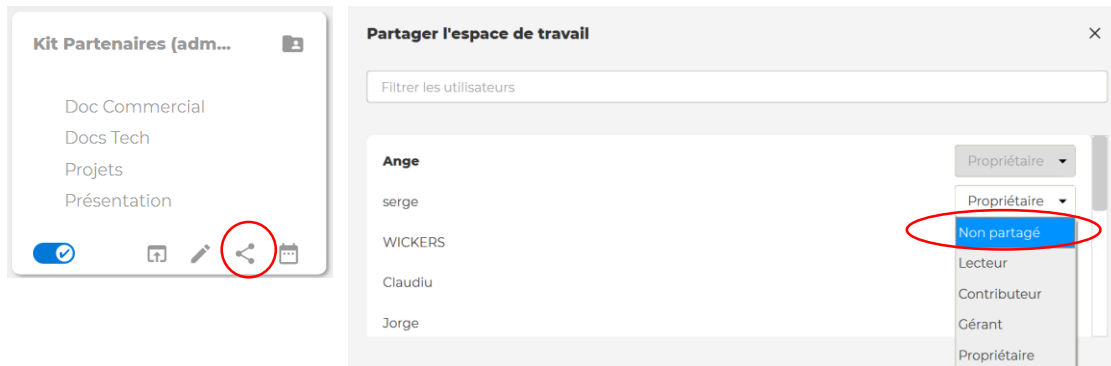 Kit Partenaires (adm...
Doc Commercial
Docs Tech
Projets
Présentation
Partager l'espace de travail
Filtrer les utilisateurs
Ange
Propriétaire
serge
Propriétaire
WICKERS
Non partagé
Claudiu
Lecteur
Contributeur
Jorge
Gérant
Propriétaire